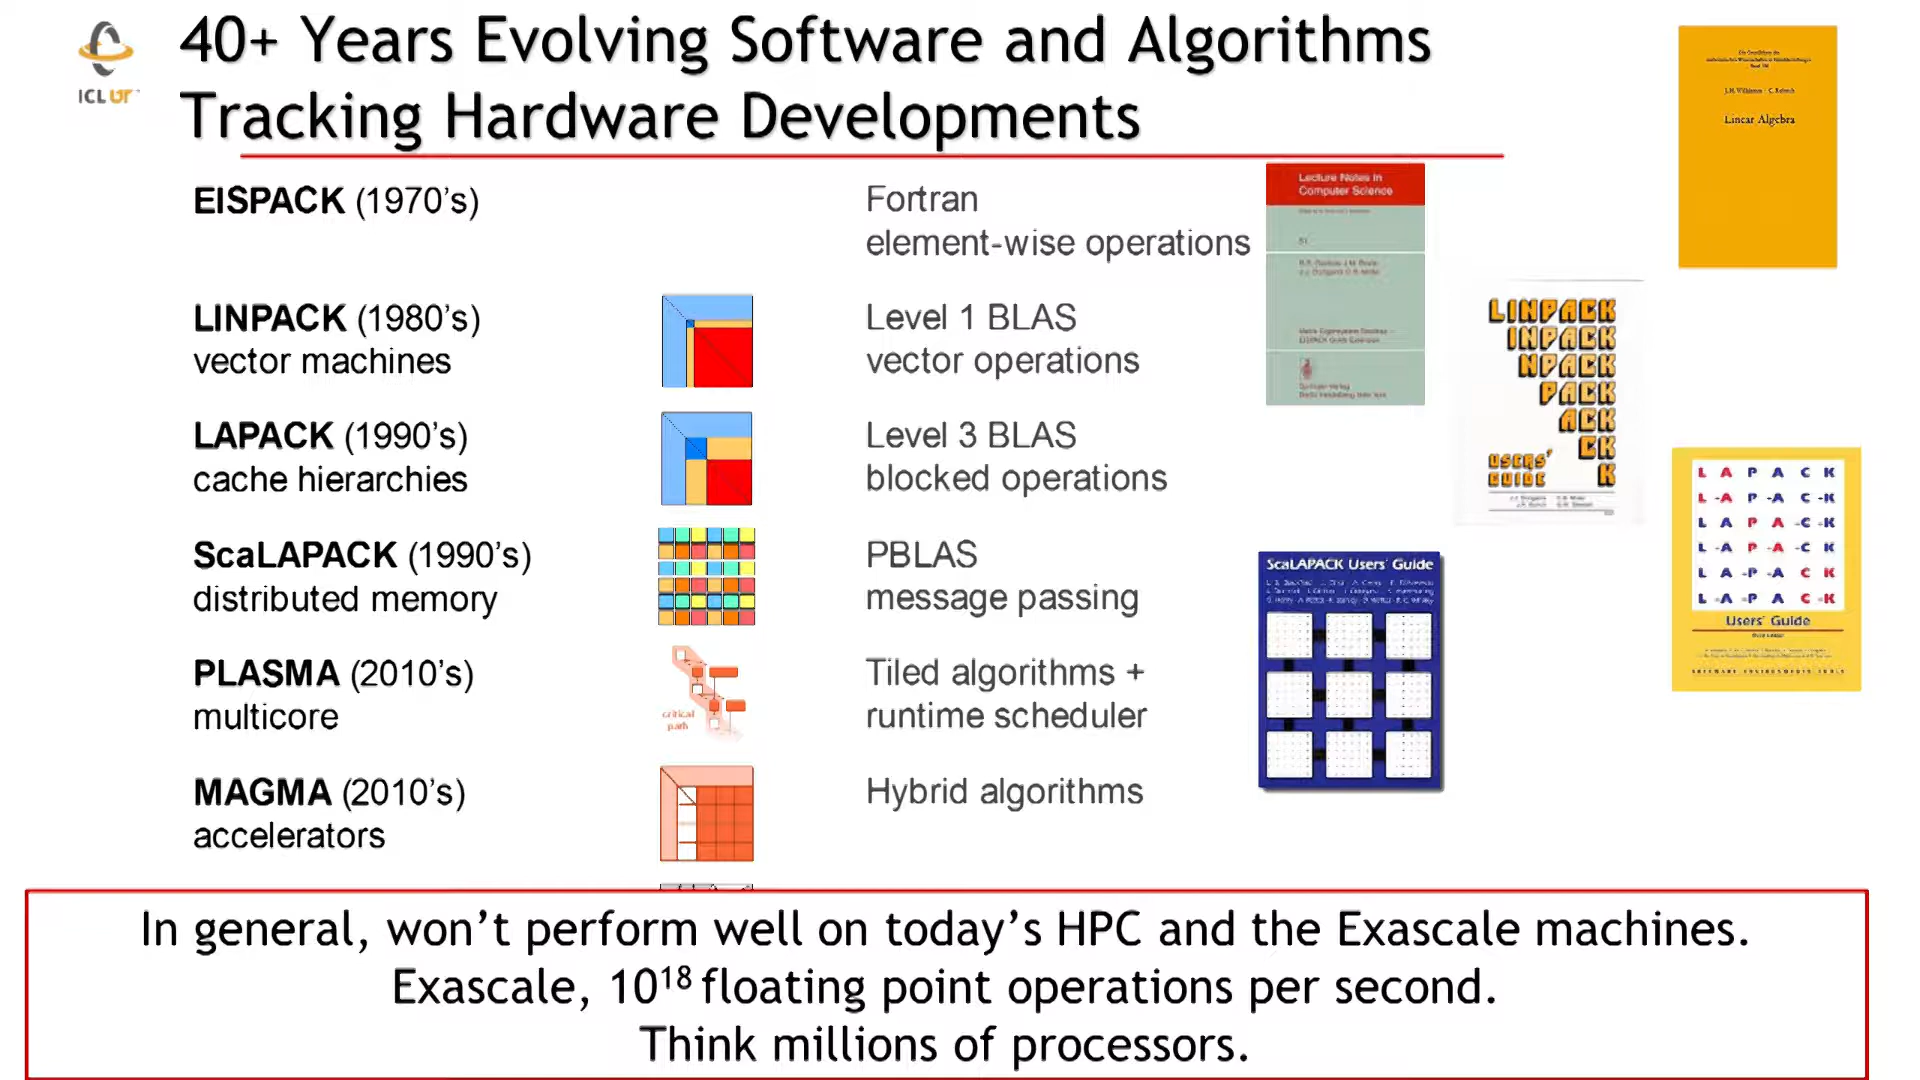 40+ Years Evolving Software and Algorithms
Tracking Hardware Developments
ICL UT
EISPACK (1970's)
Fortran
element-wise operations
LINPACK (1980's)
vector machines
Level 1 BLAS
vector operations
LAPACK (1990's)
cache hierarchies
Level 3 BLAS
blocked operations
ScaLAPACK (1990's)
distributed memory
PBLAS
message passing
PLASMA (2010's)
multicore
critical
path
Tiled algorithms +
runtime scheduler
MAGMA (2010's)
accelerators
Hybrid algorithms
J.H. Wilkinson · C. Reinsch
Linear Algebra
Lecture Notes in
Computer Science
51
LINPACK
INPACK
NPACK
PACK
ACK
CK
K
USERS'
GUIDE
L A P A C K
L -A P -A C -K
L A P A -C -K
L -A P -A -C K
L A -P -A C K
L -A -P A C -K
Users' Guide
ScaLAPACK Users' Guide
In general, won't perform well on today's HPC and the Exascale machines.
Exascale, 10¹⁸ floating point operations per second.
Think millions of processors.